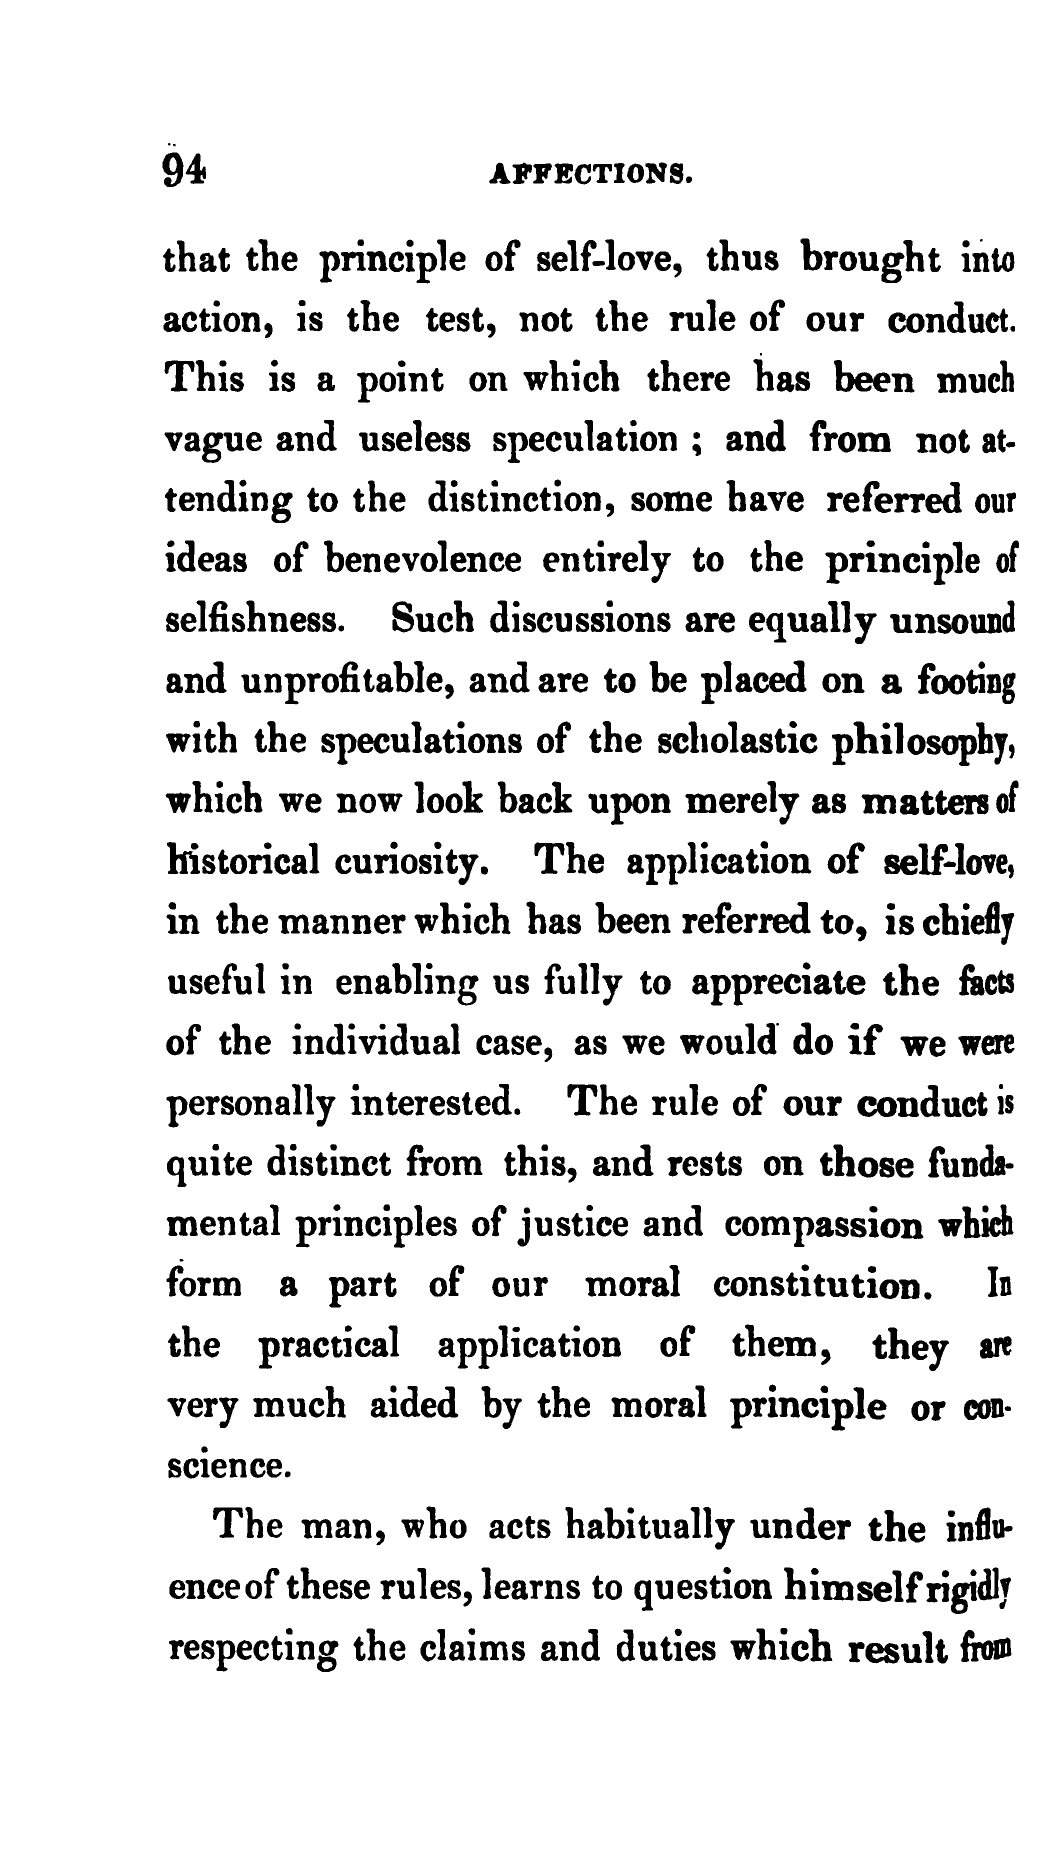 94 AFFECTIONS.
that the principle of self-love, thus brought into
action, is the test, not the rule of our conduct.
This is a point on which there has been much
vague and useless speculation ; and from not at-
tending to the distinction, some have referred our
ideas of benevolence entirely to the principle of
selfishness. Such discussions are equally unsound
and unprofitable, and are to be placed on a footing
with the speculations of the scholastic philosophy,
which we now look back upon merely as matters of
historical curiosity. The application of self-love,
in the manner which has been referred to, is chiefly
useful in enabling us fully to appreciate the facts
of the individual case, as we would do if we were
personally interested. The rule of our conduct is
quite distinct from this, and rests on those funda-
mental principles of justice and compassion which
form a part of our moral constitution. In
the practical application of them, they are
very much aided by the moral principle or con-
science.
The man, who acts habitually under the influ-
ence of these rules, learns to question himself rigidly
respecting the claims and duties which result from